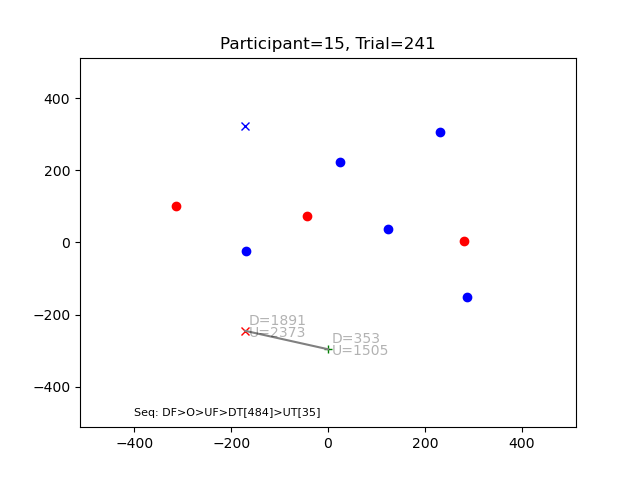 Participant=15, Trial=241
400
200
0
−200
−400
D=1891
U=2373
D=353
U=1505
Seq: DF>O>UF>DT[484]>UT[35]
−400 −200 0 200 400